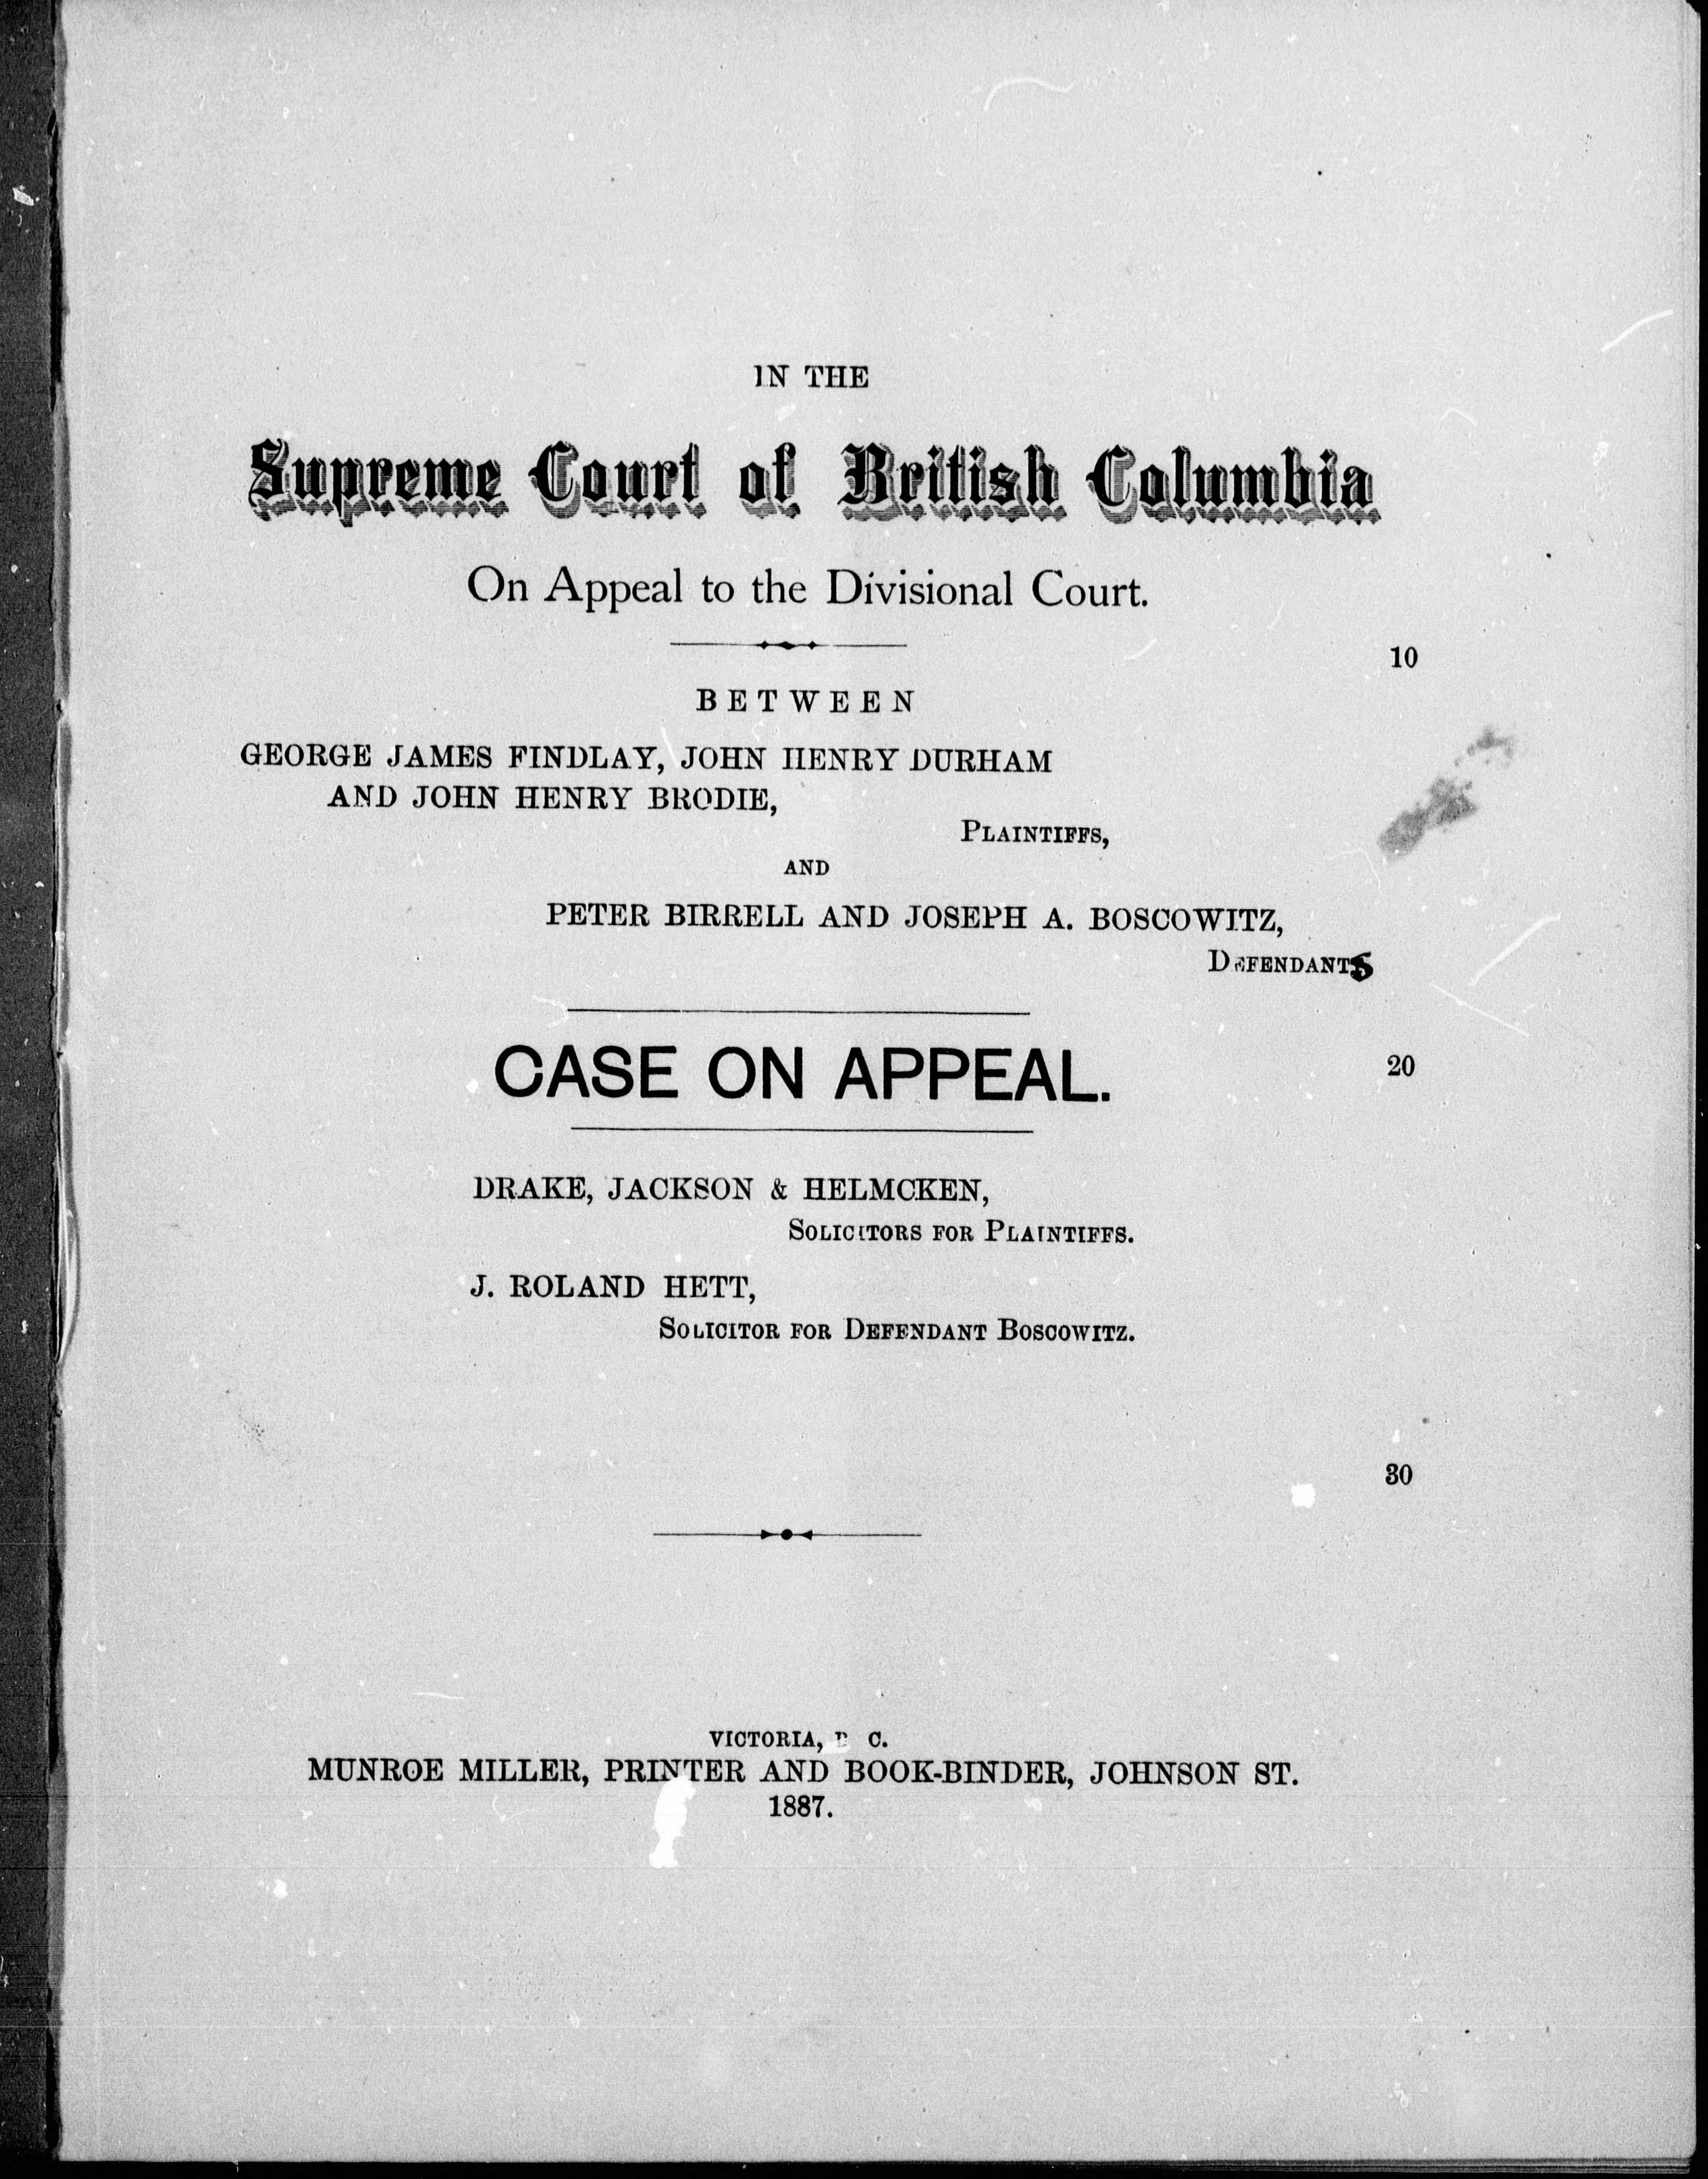 IN THE
Supreme Court of British Columbia
On Appeal to the Divisional Court.
10
BETWEEN
GEORGE JAMES FINDLAY, JOHN HENRY DURHAM
AND JOHN HENRY BRODIE,
PLAINTIFFS,
AND
PETER BIRRELL AND JOSEPH A. BOSCOWITZ,
DEFENDANTS
CASE ON APPEAL.
20
DRAKE, JACKSON & HELMCKEN,
SOLICITORS FOR PLAINTIFFS.
J. ROLAND HETT,
SOLICITOR FOR DEFENDANT BOSCOWITZ.
30
VICTORIA, B C.
MUNROE MILLER, PRINTER AND BOOK-BINDER, JOHNSON ST.
1887.